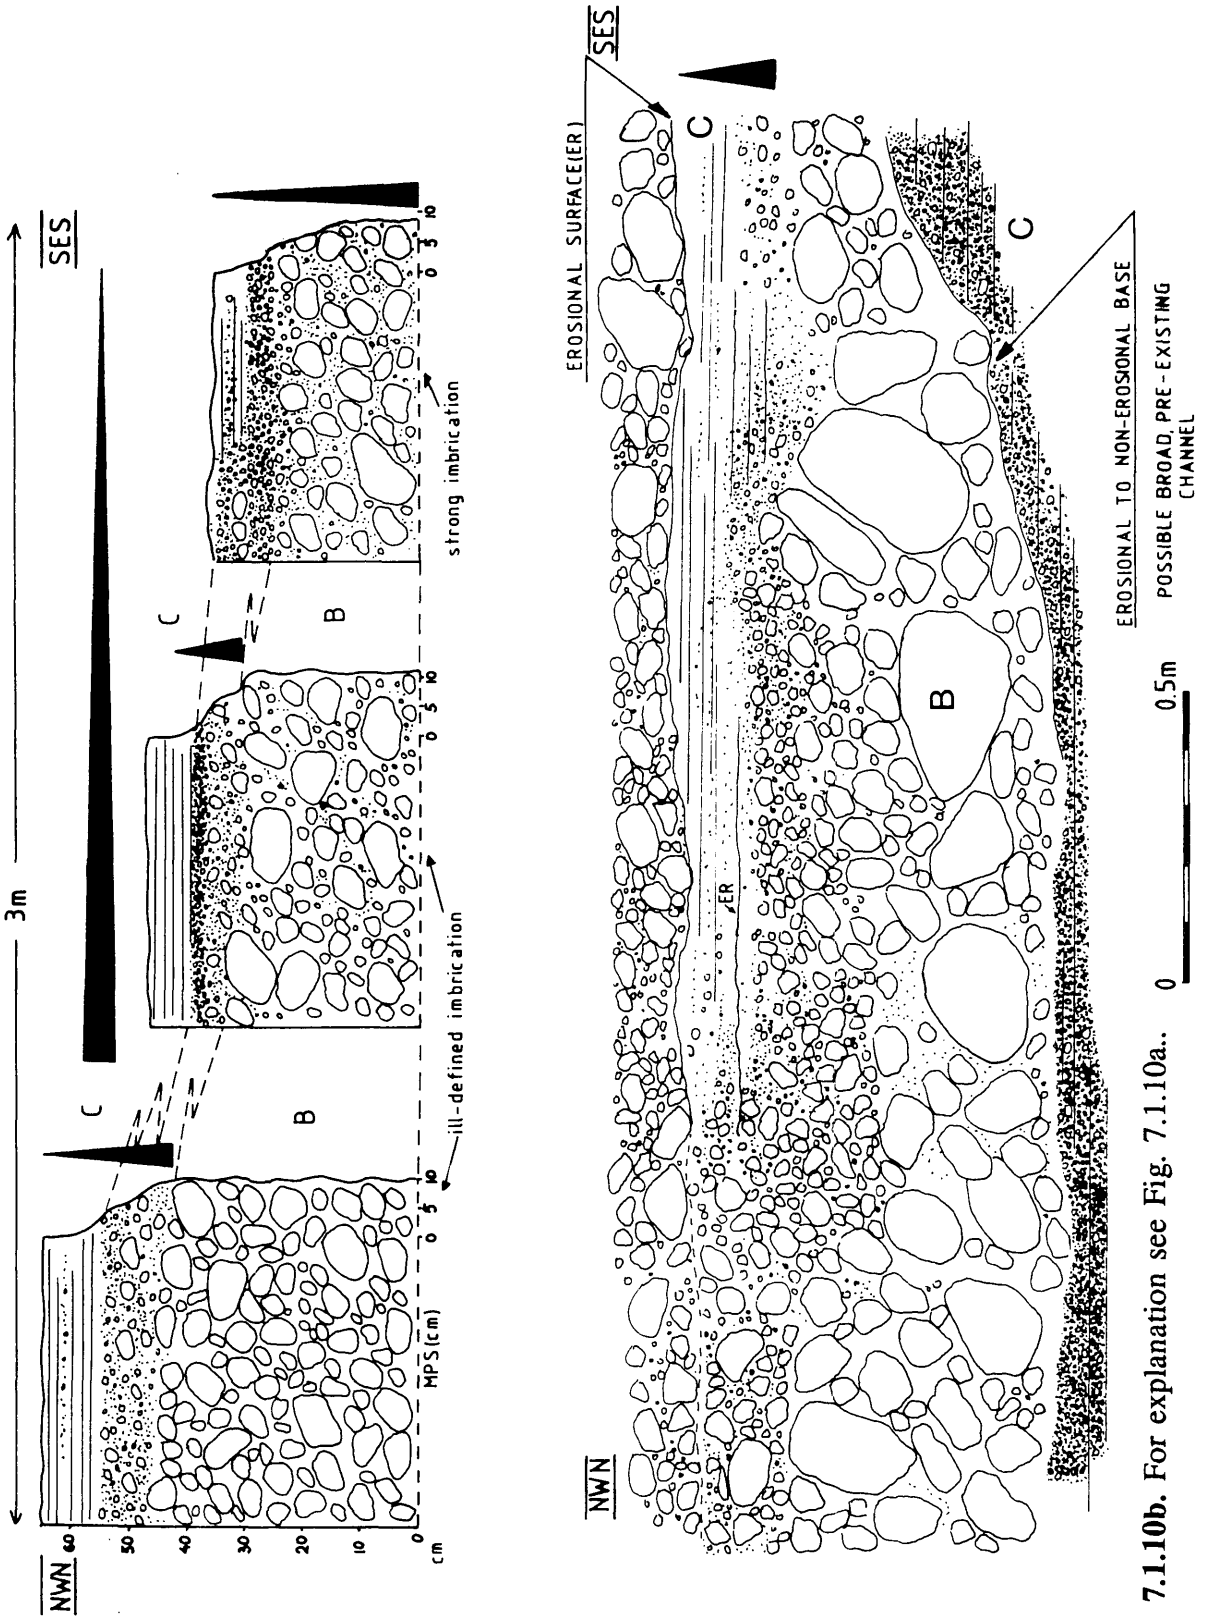 3m
NWN
SES
C
C
B
B
60
50
40
30
20
10
0
cm
0
5
10
0
5
10
0
5
10
MPS(cm)
ill-defined imbrication
strong imbrication
NWN
SES
EROSIONAL SURFACE(ER)
C
ER
B
C
EROSIONAL TO NON-EROSIONAL BASE
POSSIBLE BROAD, PRE-EXISTING
CHANNEL
0
0.5m
7.1.10b. For explanation see Fig. 7.1.10a..